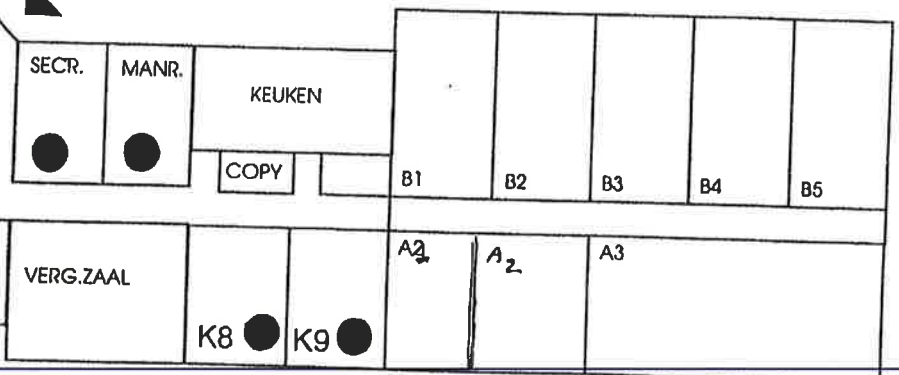 SECR. MANR.
KEUKEN
COPY
B1 B2 B3 B4 B5
VERG.ZAAL
A2 A2 A3
K8 K9